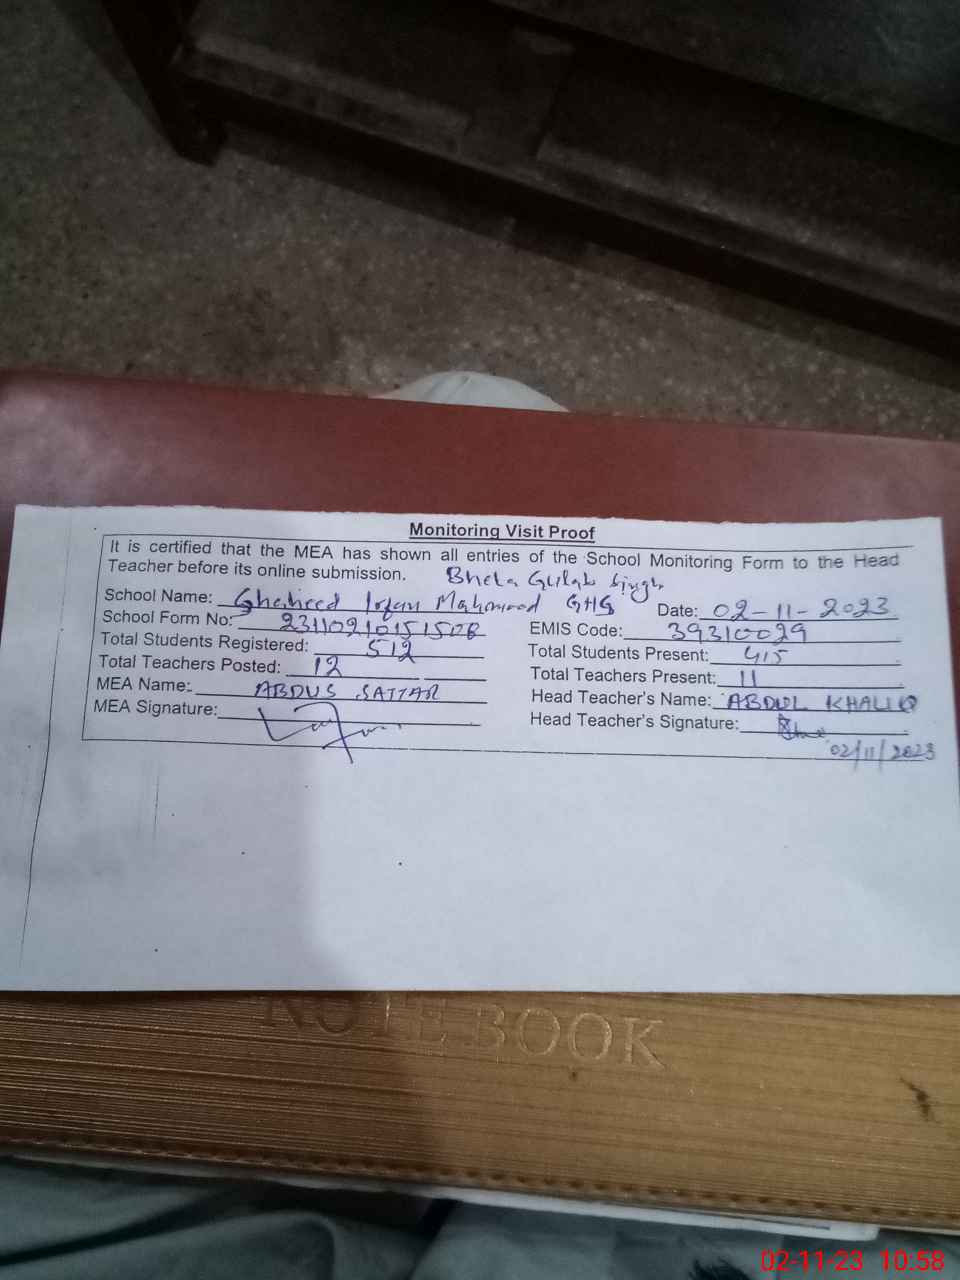 Monitoring Visit Proof
It is certified that the MEA has shown all entries of the School Monitoring Form to the Head
Teacher before its online submission. Bhela Gulab Singh
School Name: Shaheed Irfan Mahmood GHS Date: 02-11-2023
School Form No: EMIS Code: 39310029
Total Students Registered: 512 Total Students Present: 415
Total Teachers Posted: 12 Total Teachers Present: 11
MEA Name: ABDUS SATTAR Head Teacher's Name: ABDUL KHALIQ
MEA Signature: Head Teacher's Signature:
02/11/2023
NOTE BOOK
02-11-23 10:58